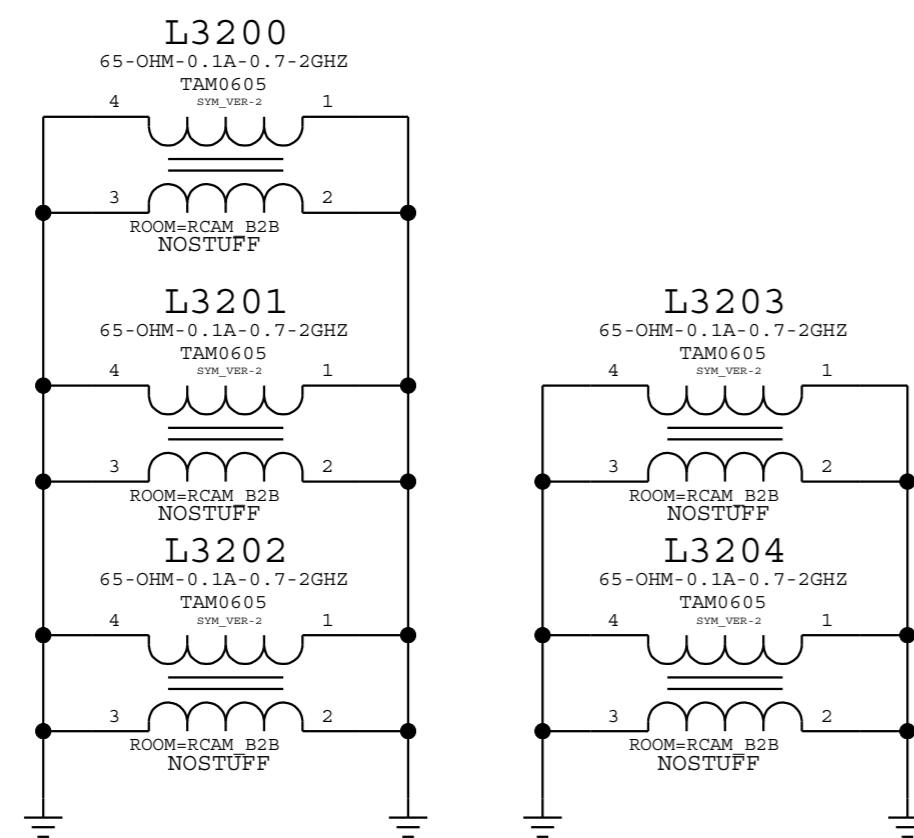 L3200
65-OHM-0.1A-0.7-2GHZ
TAM0605
SYM_VER-2
4 1
3 2
ROOM=RCAM_B2B
NOSTUFF
L3201
65-OHM-0.1A-0.7-2GHZ
TAM0605
SYM_VER-2
4 1
3 2
ROOM=RCAM_B2B
NOSTUFF
L3202
65-OHM-0.1A-0.7-2GHZ
TAM0605
SYM_VER-2
4 1
3 2
ROOM=RCAM_B2B
NOSTUFF
L3203
65-OHM-0.1A-0.7-2GHZ
TAM0605
SYM_VER-2
4 1
3 2
ROOM=RCAM_B2B
NOSTUFF
L3204
65-OHM-0.1A-0.7-2GHZ
TAM0605
SYM_VER-2
4 1
3 2
ROOM=RCAM_B2B
NOSTUFF